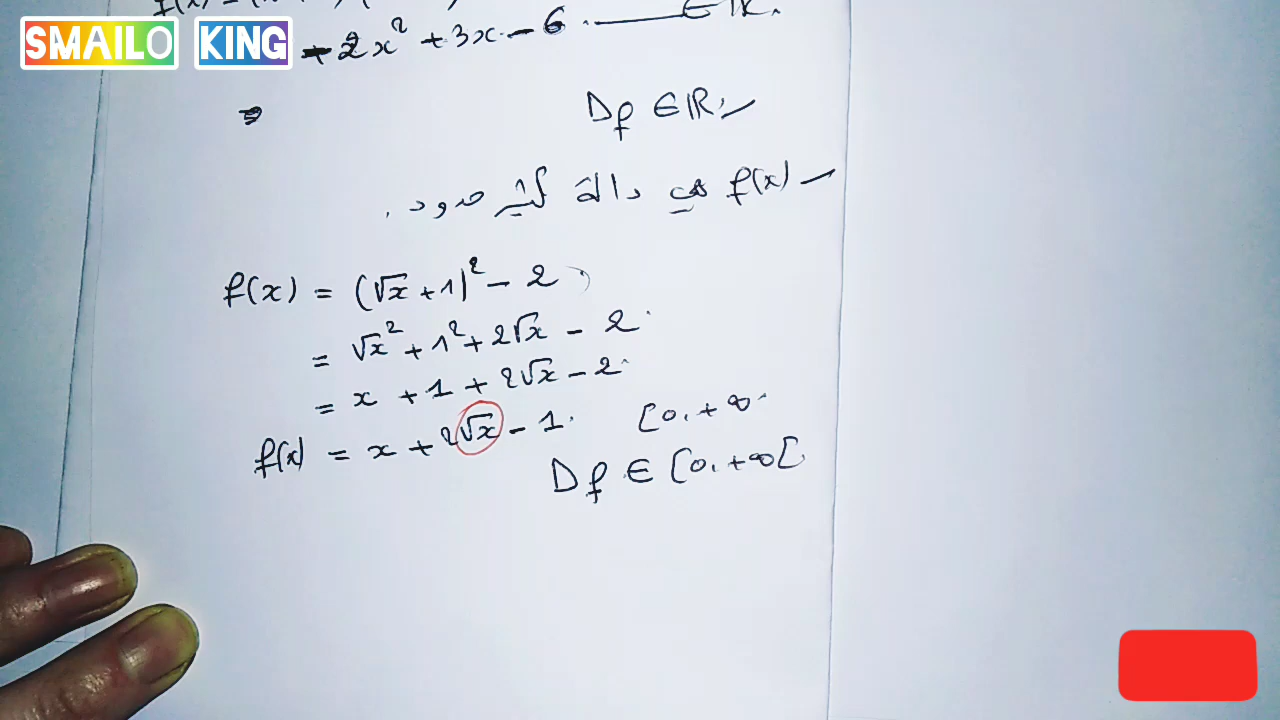 SMAILO KING
+2x² + 3x - 6 ∈ ℝ.
Df ∈ ℝ
- f(x) هي دالة كثير حدود .
f(x) = (√x + 1)² - 2
= √x² + 1² + 2√x - 2
= x + 1 + 2√x - 2
f(x) = x + 2√x - 1. [0, +∞
Df ∈ [0, +∞[